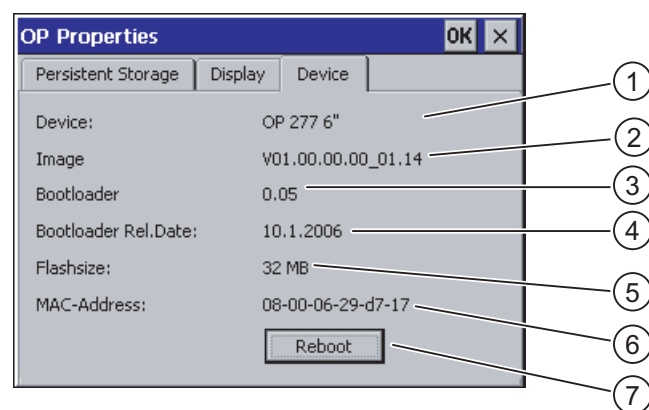 OP Properties OK ×
Persistent Storage Display Device
Device: OP 277 6" 1
Image V01.00.00.00_01.14 2
Bootloader 0.05 3
Bootloader Rel.Date: 10.1.2006 4
Flashsize: 32 MB 5
MAC-Address: 08-00-06-29-d7-17 6
Reboot 7